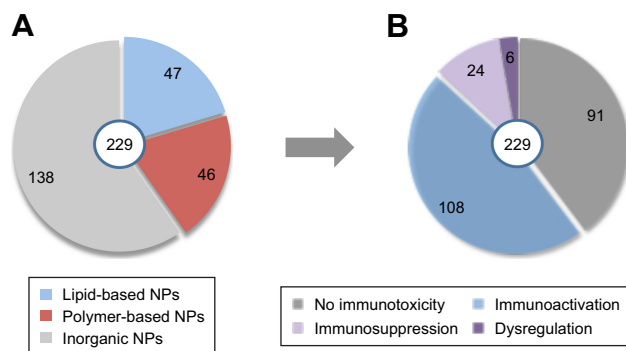 A
47
46
138
229
Lipid-based NPs
Polymer-based NPs
Inorganic NPs
B
6
24
91
108
229
No immunotoxicity
Immunoactivation
Immunosuppression
Dysregulation